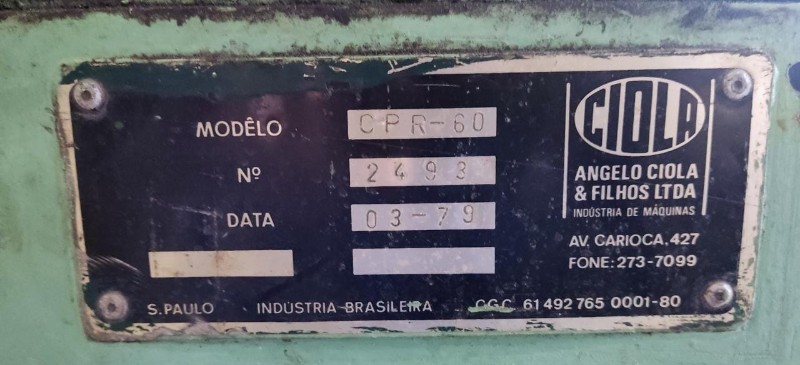 MODÊLO CPR-60
Nº 2493
DATA 03-79
CIOLA
ANGELO CIOLA
& FILHOS LTDA
INDÚSTRIA DE MÁQUINAS
AV. CARIOCA, 427
FONE: 273-7099
S. PAULO INDÚSTRIA BRASILEIRA CGC 61 492 765 0001-80